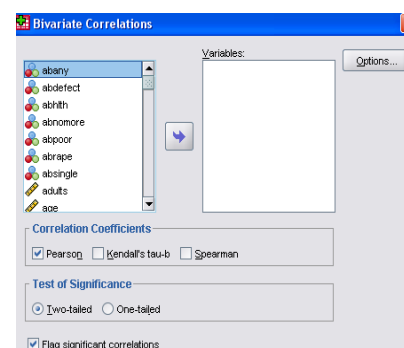 Bivariate Correlations
Variables:
Options...
abany
abdefect
abhlth
abnomore
abpoor
abrape
absingle
adults
age
Correlation Coefficients
Pearson Kendall's tau-b Spearman
Test of Significance
Two-tailed One-tailed
Flag significant correlations